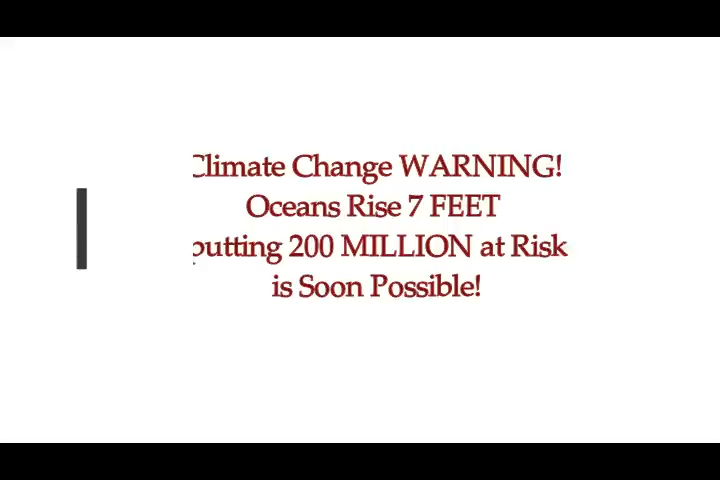 Climate Change WARNING!
Oceans Rise 7 FEET
putting 200 MILLION at Risk
is Soon Possible!